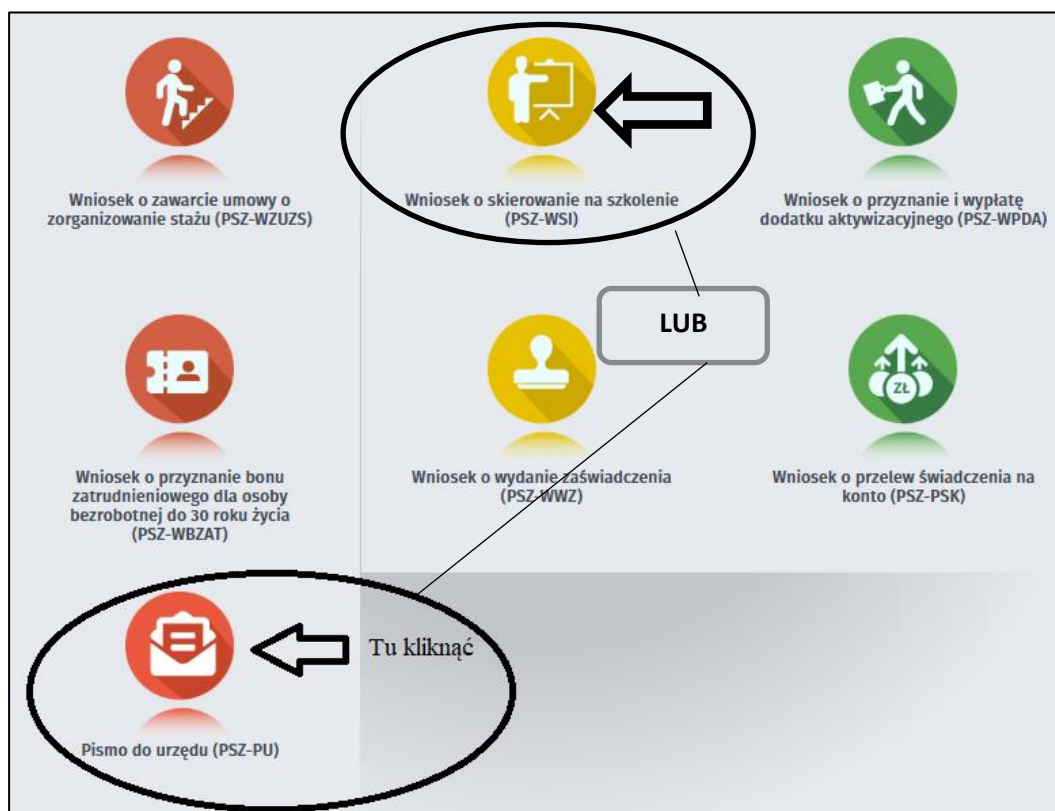 Wniosek o zawarcie umowy o
zorganizowanie stażu (PSZ-WZUZS)
Wniosek o skierowanie na szkolenie
(PSZ-WSI)
Wniosek o przyznanie i wypłatę
dodatku aktywizacyjnego (PSZ-WPDA)
LUB
ZŁ
Wniosek o przyznanie bonu
zatrudnieniowego dla osoby
bezrobotnej do 30 roku życia
(PSZ-WBZAT)
Wniosek o wydanie zaświadczenia
(PSZ-WWZ)
Wniosek o przelew świadczenia na
konto (PSZ-PSK)
Tu kliknąć
Pismo do urzędu (PSZ-PU)